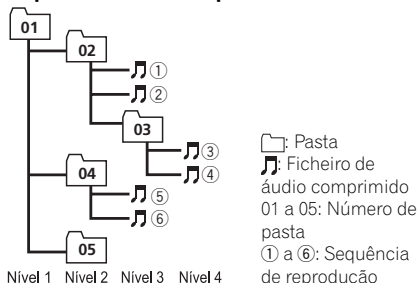 01
02
①
②
03
③
④
04
⑤
⑥
05
Nível 1 Nível 2 Nível 3 Nível 4
: Pasta
: Ficheiro de
áudio comprimido
01 a 05: Número de
pasta
① a ⑥: Sequência
de reprodução